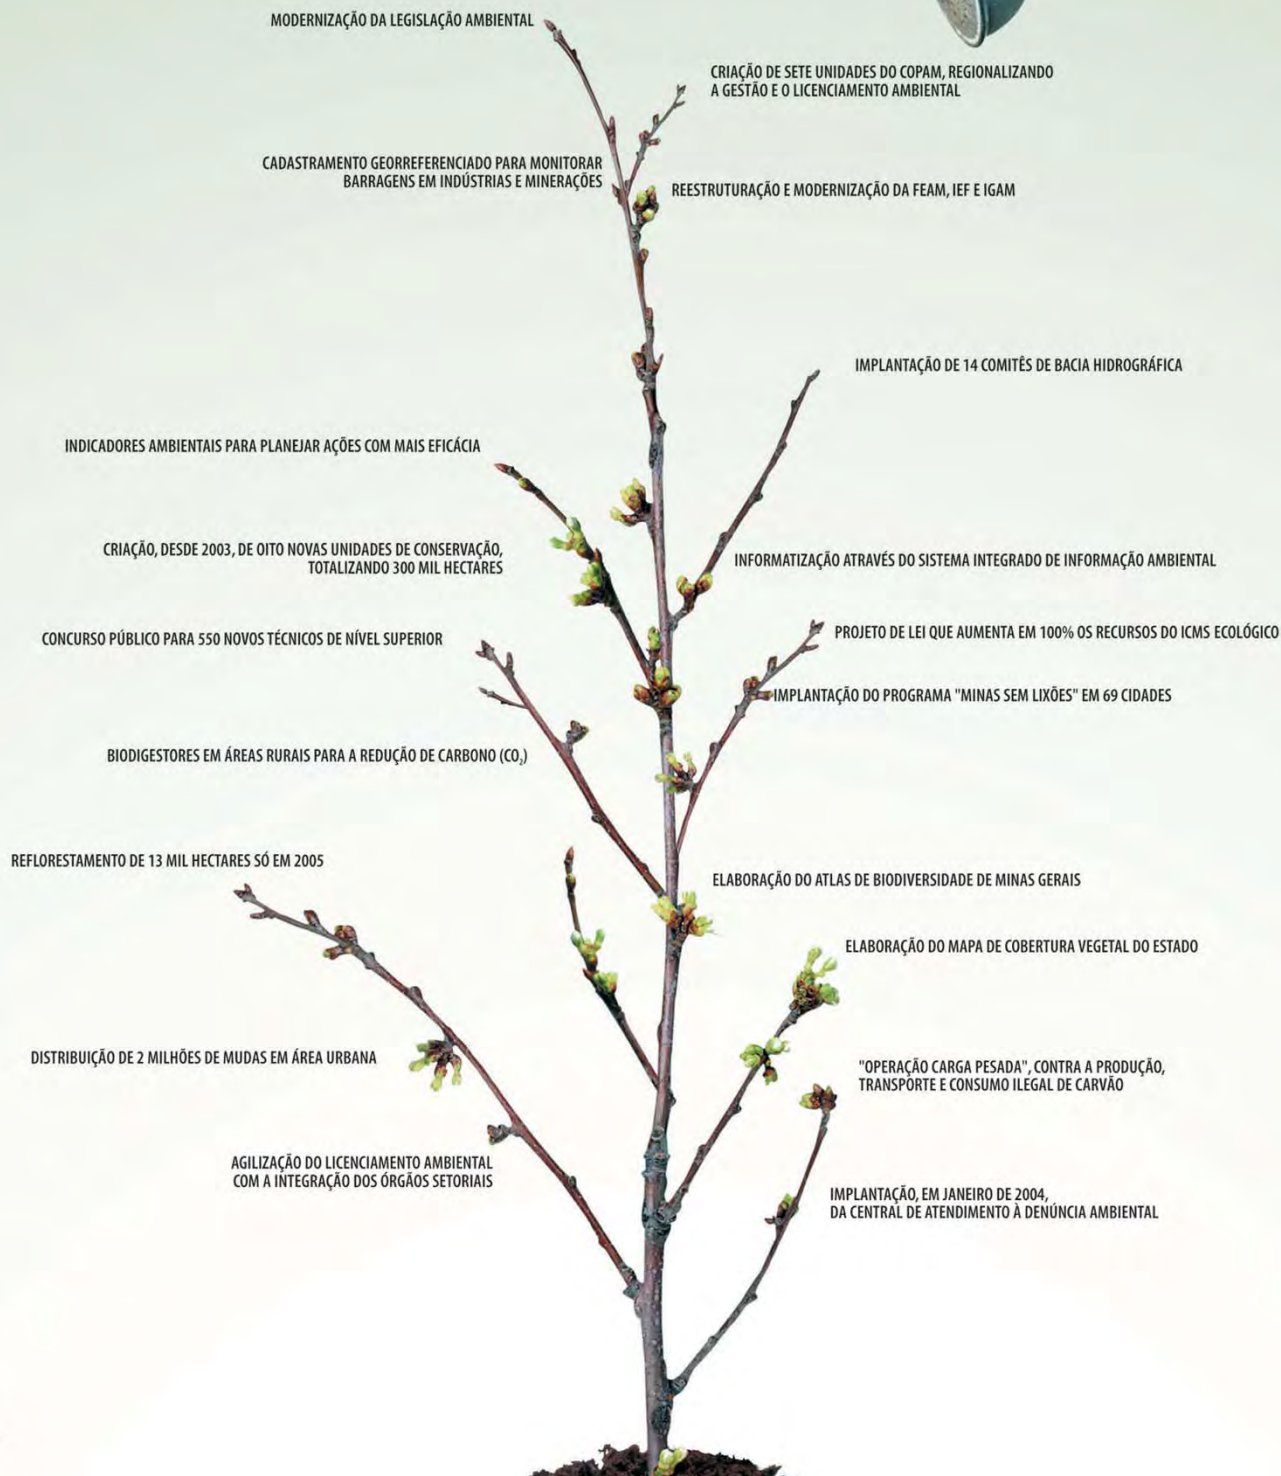 MODERNIZAÇÃO DA LEGISLAÇÃO AMBIENTAL
CRIAÇÃO DE SETE UNIDADES DO COPAM, REGIONALIZANDO
A GESTÃO E O LICENCIAMENTO AMBIENTAL
CADASTRAMENTO GEORREFERENCIADO PARA MONITORAR
BARRAGENS EM INDÚSTRIAS E MINERAÇÕES
REESTRUTURAÇÃO E MODERNIZAÇÃO DA FEAM, IEF E IGAM
IMPLANTAÇÃO DE 14 COMITÊS DE BACIA HIDROGRÁFICA
INDICADORES AMBIENTAIS PARA PLANEJAR AÇÕES COM MAIS EFICÁCIA
CRIAÇÃO, DESDE 2003, DE OITO NOVAS UNIDADES DE CONSERVAÇÃO,
TOTALIZANDO 300 MIL HECTARES
INFORMATIZAÇÃO ATRAVÉS DO SISTEMA INTEGRADO DE INFORMAÇÃO AMBIENTAL
CONCURSO PÚBLICO PARA 550 NOVOS TÉCNICOS DE NÍVEL SUPERIOR
PROJETO DE LEI QUE AUMENTA EM 100% OS RECURSOS DO ICMS ECOLÓGICO
IMPLANTAÇÃO DO PROGRAMA "MINAS SEM LIXÕES" EM 69 CIDADES
BIODIGESTORES EM ÁREAS RURAIS PARA A REDUÇÃO DE CARBONO (CO₂)
REFLORESTAMENTO DE 13 MIL HECTARES SÓ EM 2005
ELABORAÇÃO DO ATLAS DE BIODIVERSIDADE DE MINAS GERAIS
ELABORAÇÃO DO MAPA DE COBERTURA VEGETAL DO ESTADO
DISTRIBUIÇÃO DE 2 MILHÕES DE MUDAS EM ÁREA URBANA
"OPERAÇÃO CARGA PESADA", CONTRA A PRODUÇÃO,
TRANSPORTE E CONSUMO ILEGAL DE CARVÃO
AGILIZAÇÃO DO LICENCIAMENTO AMBIENTAL
COM A INTEGRAÇÃO DOS ÓRGÃOS SETORIAIS
IMPLANTAÇÃO, EM JANEIRO DE 2004,
DA CENTRAL DE ATENDIMENTO À DENÚNCIA AMBIENTAL